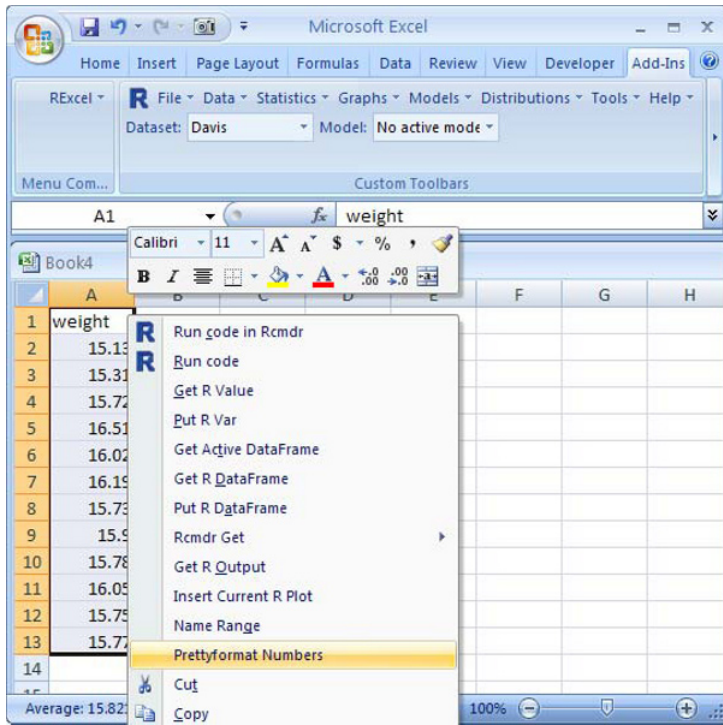 Microsoft Excel
Home Insert Page Layout Formulas Data Review View Developer Add-Ins
RExcel
R File Data Statistics Graphs Models Distributions Tools Help
Dataset: Davis Model: No active mode
Menu Com... Custom Toolbars
A1 fx weight
Calibri 11 A A $ % ,
B I A .00 .00
Book4
A B C D E F G H
1 weight
2 15.13
3 15.31
4 15.72
5 16.51
6 16.02
7 16.19
8 15.73
9 15.9
10 15.78
11 16.05
12 15.75
13 15.77
14
R Run code in Rcmdr
R Run code
Get R Value
Put R Var
Get Active DataFrame
Get R DataFrame
Put R DataFrame
Rcmdr Get
Get R Output
Insert Current R Plot
Name Range
Prettyformat Numbers
Cut
Copy
Average: 15.82 100%